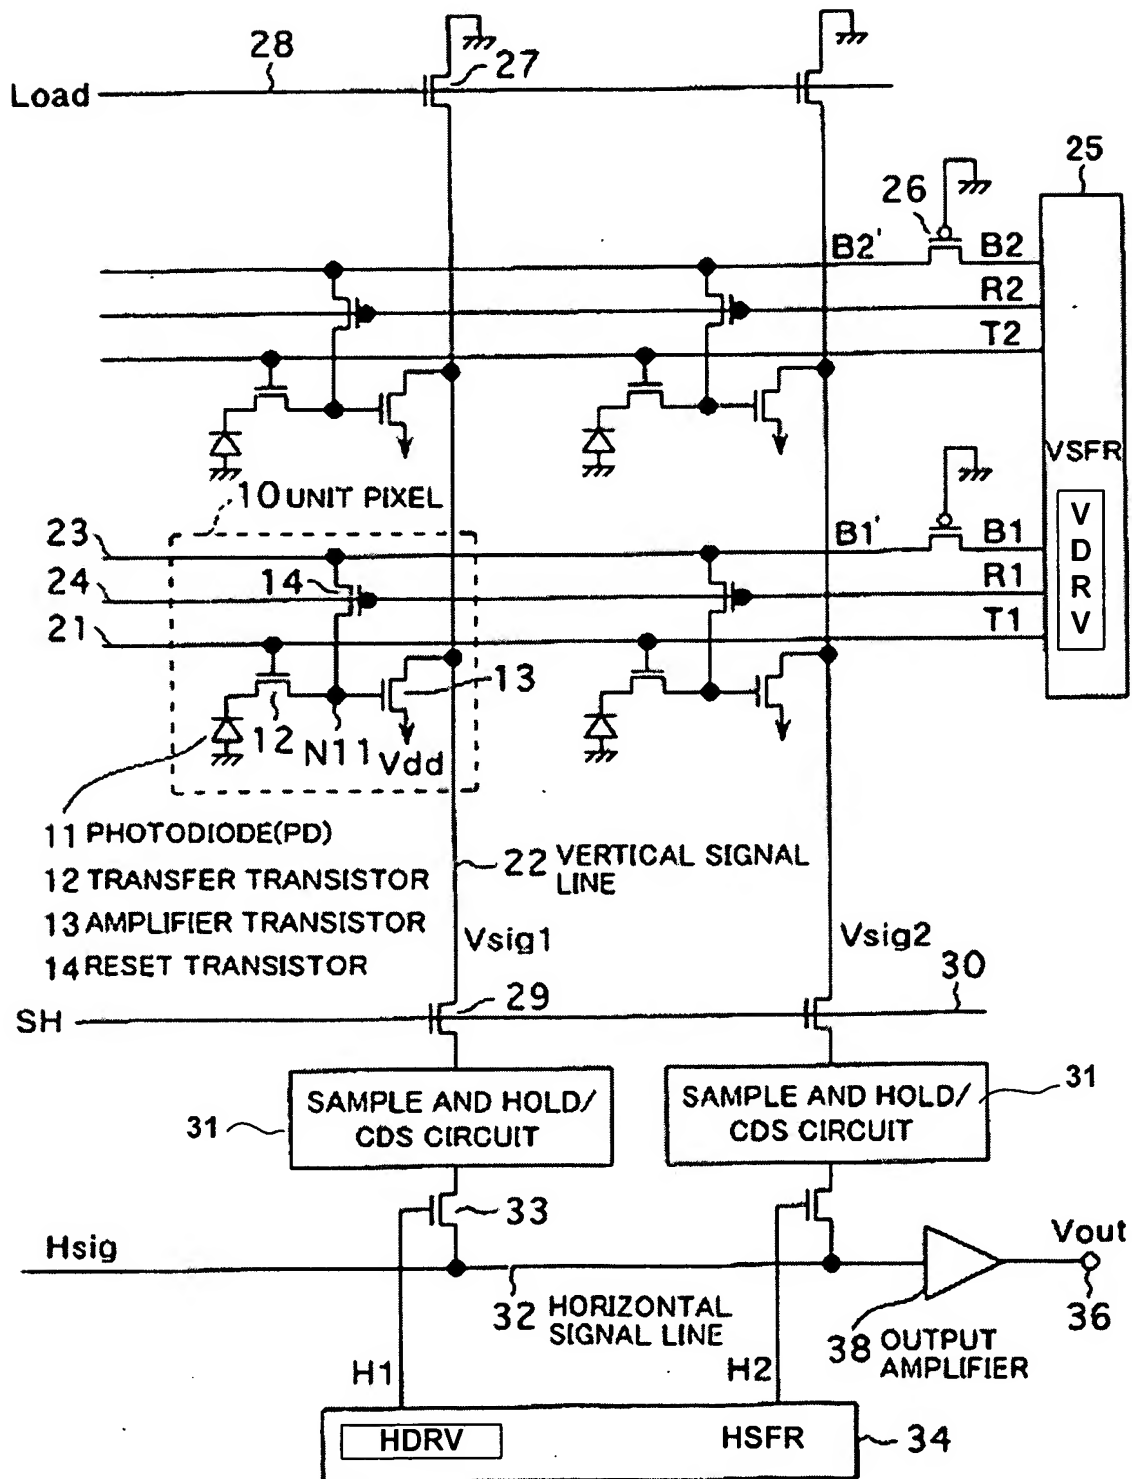 28
27
Load
25
26
B2'
B2
R2
T2
VSFR
10 UNIT PIXEL
23
B1'
B1
V
D
R
V
24
14
R1
21
T1
13
12
N11
Vdd
11 PHOTODIODE(PD)
12 TRANSFER TRANSISTOR
13 AMPLIFIER TRANSISTOR
14 RESET TRANSISTOR
22 VERTICAL SIGNAL
LINE
Vsig1
Vsig2
30
29
SH
SAMPLE AND HOLD/
CDS CIRCUIT
31
SAMPLE AND HOLD/
CDS CIRCUIT
31
33
Hsig
Vout
32 HORIZONTAL
SIGNAL LINE
36
38 OUTPUT
AMPLIFIER
H1
H2
HDRV
HSFR
34